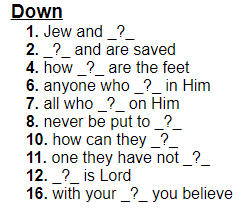 Down
1. Jew and _?_
2. _?_ and are saved
4. how _?_ are the feet
6. anyone who _?_ in Him
7. all who _?_ on Him
8. never be put to _?_
10. how can they _?_
11. one they have not _?_
12. _?_ is Lord
16. with your _?_ you believe